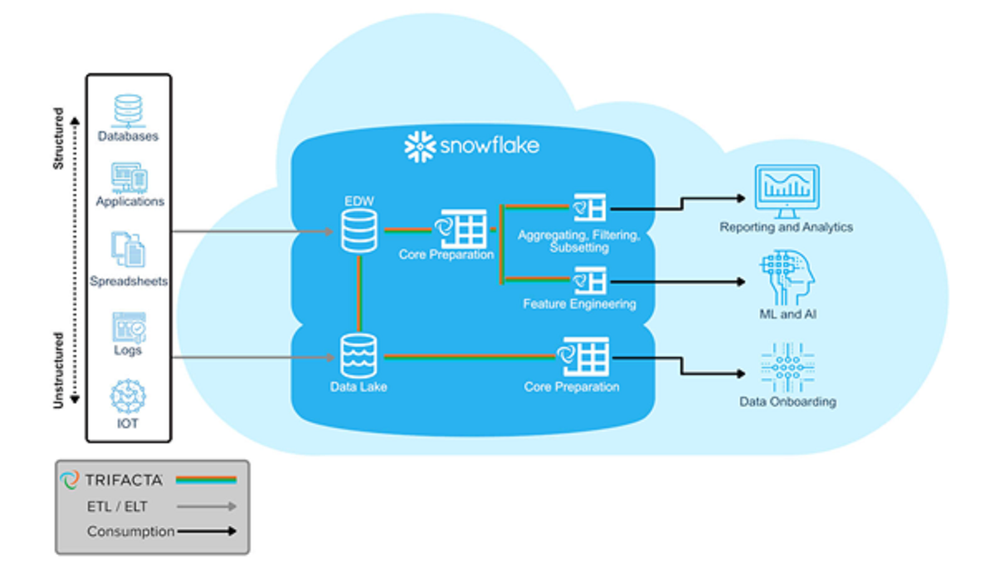 Structured
Unstructured
Databases
Applications
Spreadsheets
Logs
IOT
snowflake
EDW
Core Preparation
Aggregating, Filtering,
Subsetting
Feature Engineering
Data Lake
Core Preparation
Reporting and Analytics
ML and AI
Data Onboarding
TRIFACTA
ETL / ELT
Consumption